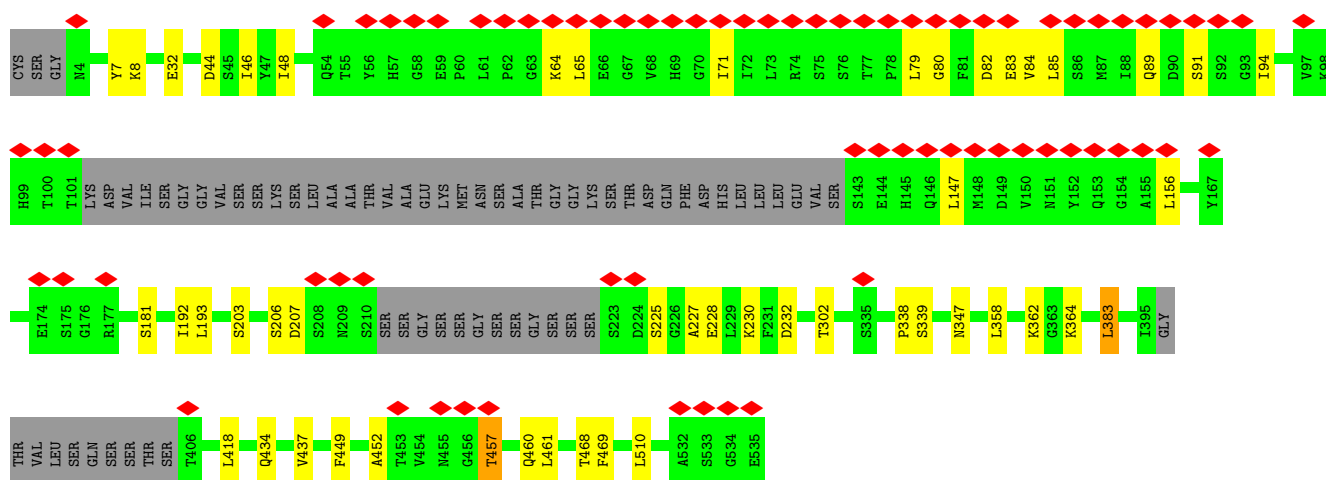 CYS SER GLY N4 Y7 K8 E32 D44 S45 I46 Y47 I48 Q54 T55 Y56 H57 G58 E59 P60 L61 P62 G63 K64 L65 E66 G67 V68 H69 G70 I71 I72 L73 R74 S75 S76 T77 P78 L79 G80 F81 D82 E83 V84 L85 S86 M87 I88 Q89 D90 S91 S92 G93 I94 V97 K98
H99 T100 T101 LYS ASP VAL ILE SER GLY GLY VAL SER SER LYS SER LEU ALA ALA THR VAL ALA GLU LYS MET ASN SER ALA THR GLY GLY LYS SER THR ASP GLN PHE ASP HIS LEU LEU LEU GLU VAL SER S143 E144 H145 Q146 L147 M148 D149 V150 N151 Y152 Q153 G154 A155 L156 Y167
E174 S175 G176 R177 S181 I192 L193 S203 S206 D207 S208 N209 S210 SER SER GLY SER SER GLY SER SER GLY SER SER SER S223 D224 S225 G226 A227 E228 L229 K230 F231 D232 T302 S335 P338 S339 N347 L358 K362 G363 K364 L383 I395 GLY
THR VAL LEU SER GLN SER SER THR SER T406 L418 Q434 V437 F449 A452 T453 V454 N455 G456 T457 Q460 L461 T468 F469 L510 A532 S533 G534 E535